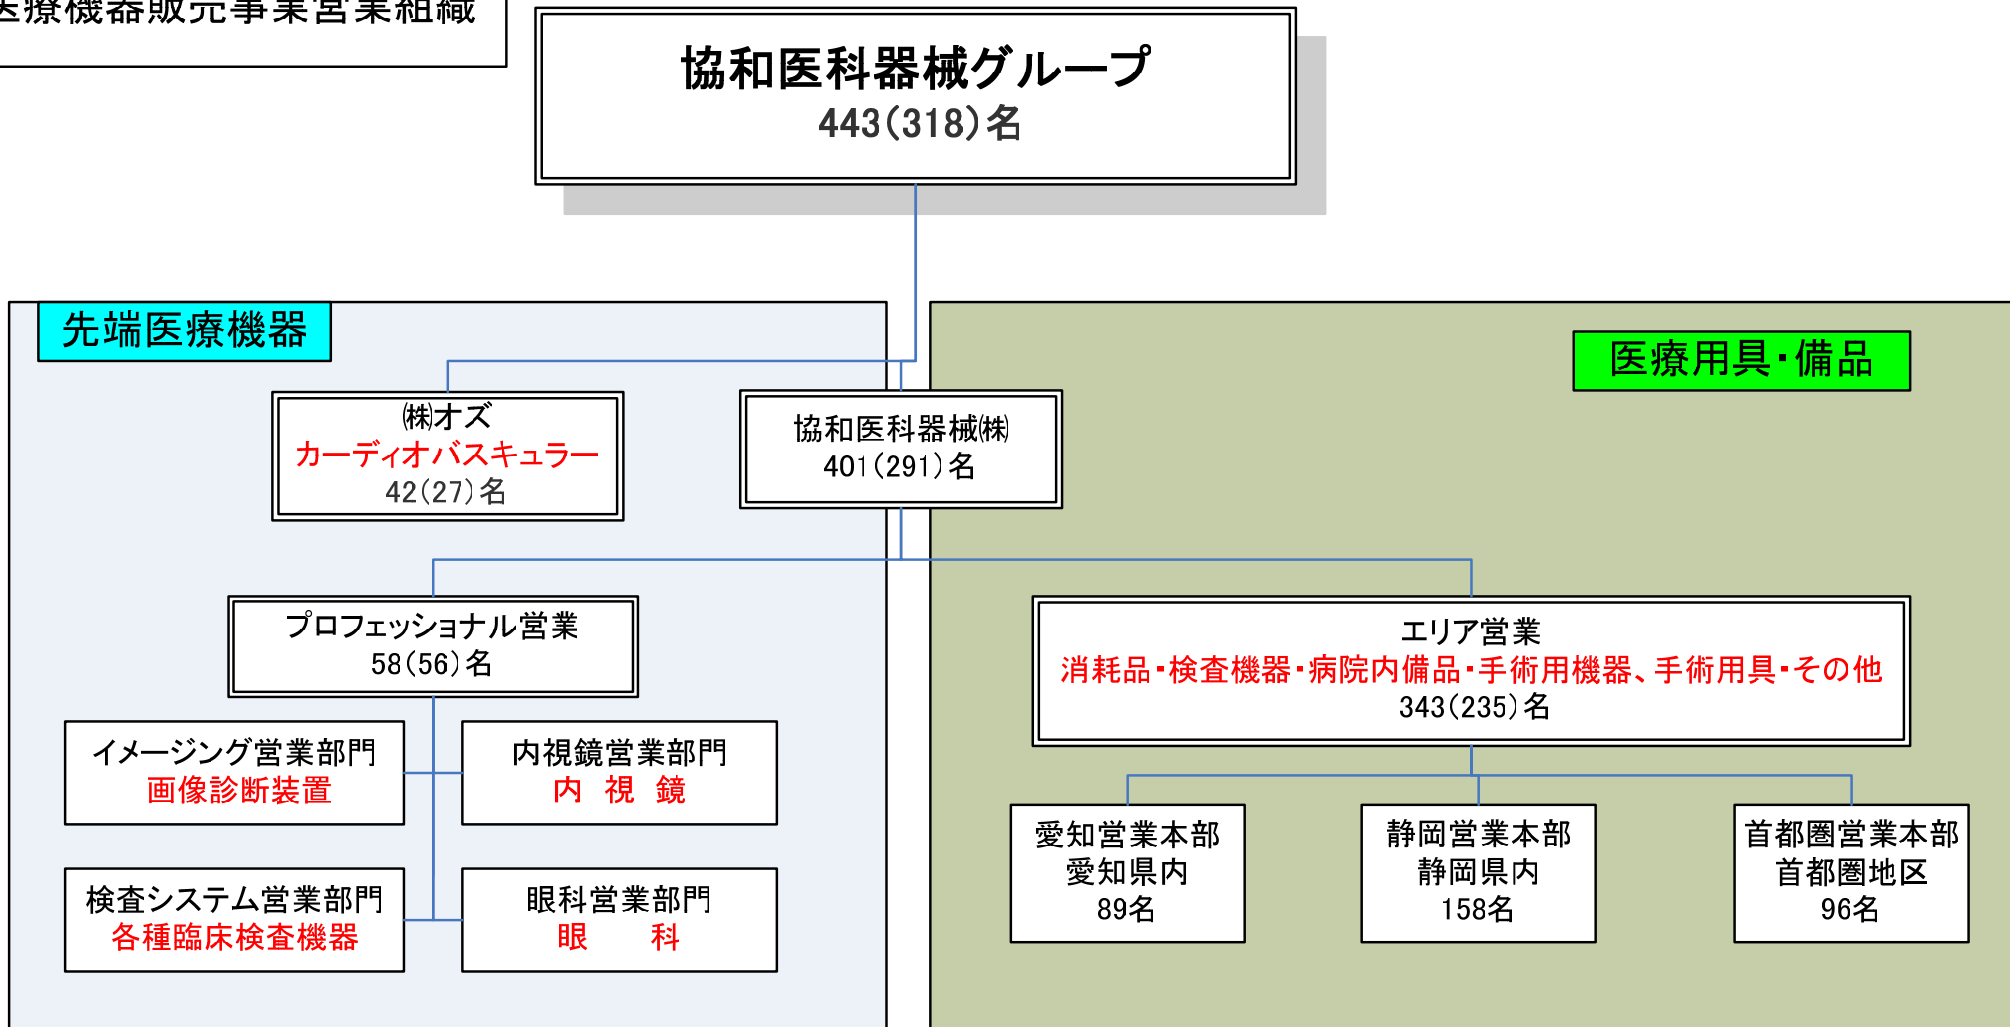 医療機器販売事業営業組織
協和医科器械グループ
443(318)名
先端医療機器
医療用具・備品
㈱オズ
カーディオバスキュラー
42(27)名
協和医科器械㈱
401(291)名
プロフェッショナル営業
58(56)名
エリア営業
消耗品・検査機器・病院内備品・手術用機器、手術用具・その他
343(235)名
イメージング営業部門
画像診断装置
内視鏡営業部門
内 視 鏡
検査システム営業部門
各種臨床検査機器
眼科営業部門
眼 科
愛知営業本部
愛知県内
89名
静岡営業本部
静岡県内
158名
首都圏営業本部
首都圏地区
96名